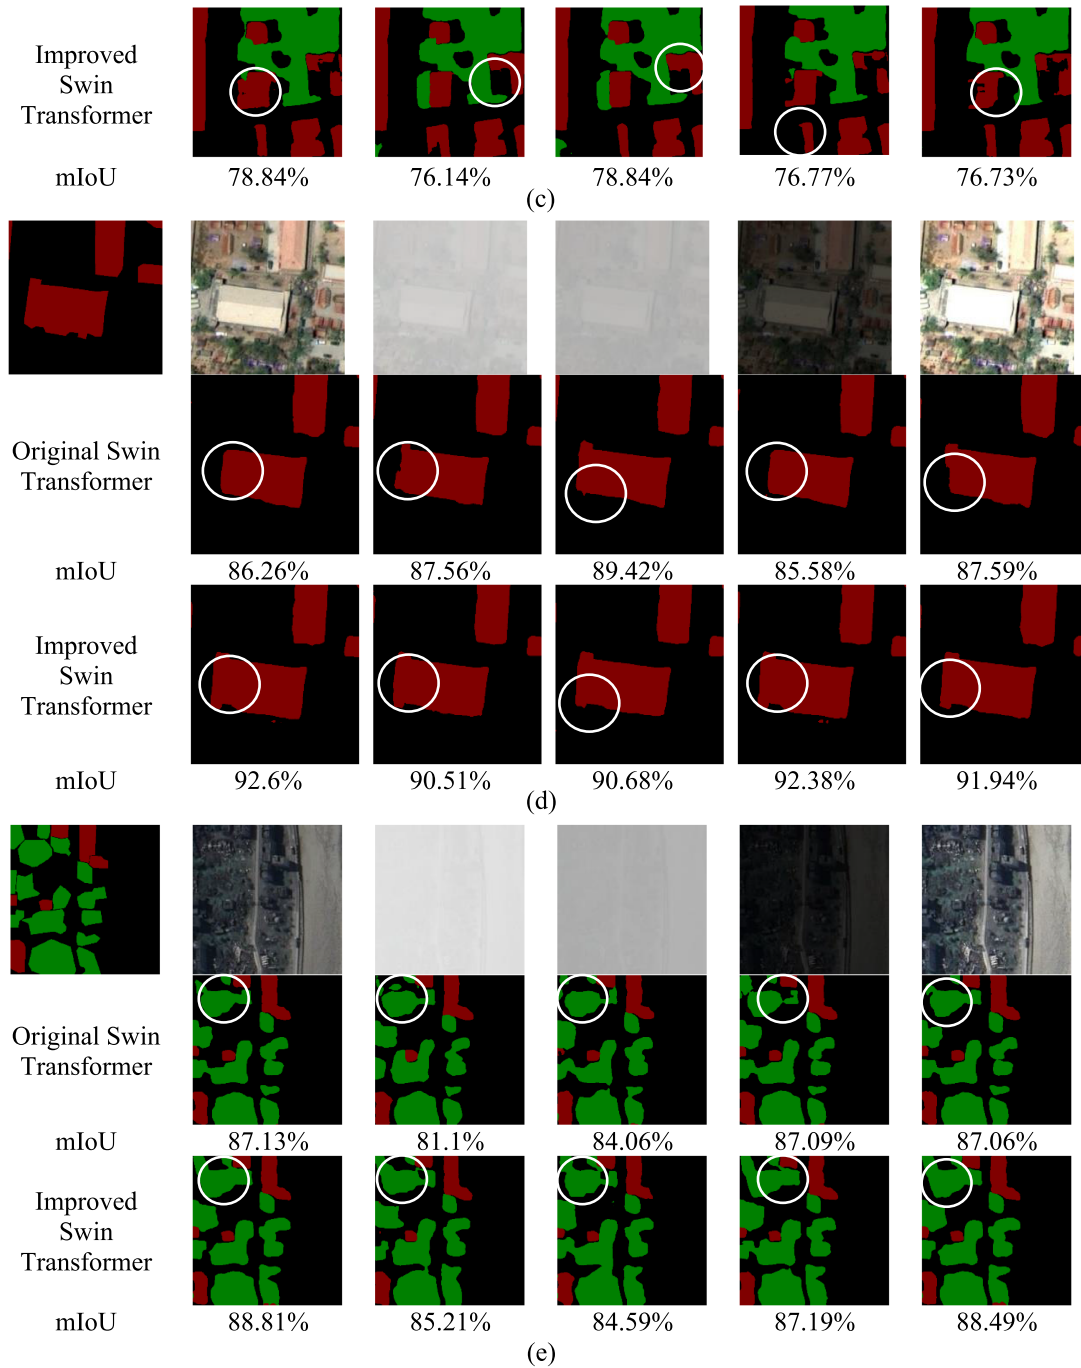 Improved
Swin
Transformer
mIoU 78.84% 76.14% 78.84% 76.77% 76.73%
(c)
Original Swin
Transformer
mIoU 86.26% 87.56% 89.42% 85.58% 87.59%
Improved
Swin
Transformer
mIoU 92.6% 90.51% 90.68% 92.38% 91.94%
(d)
Original Swin
Transformer
mIoU 87.13% 81.1% 84.06% 87.09% 87.06%
Improved
Swin
Transformer
mIoU 88.81% 85.21% 84.59% 87.19% 88.49%
(e)